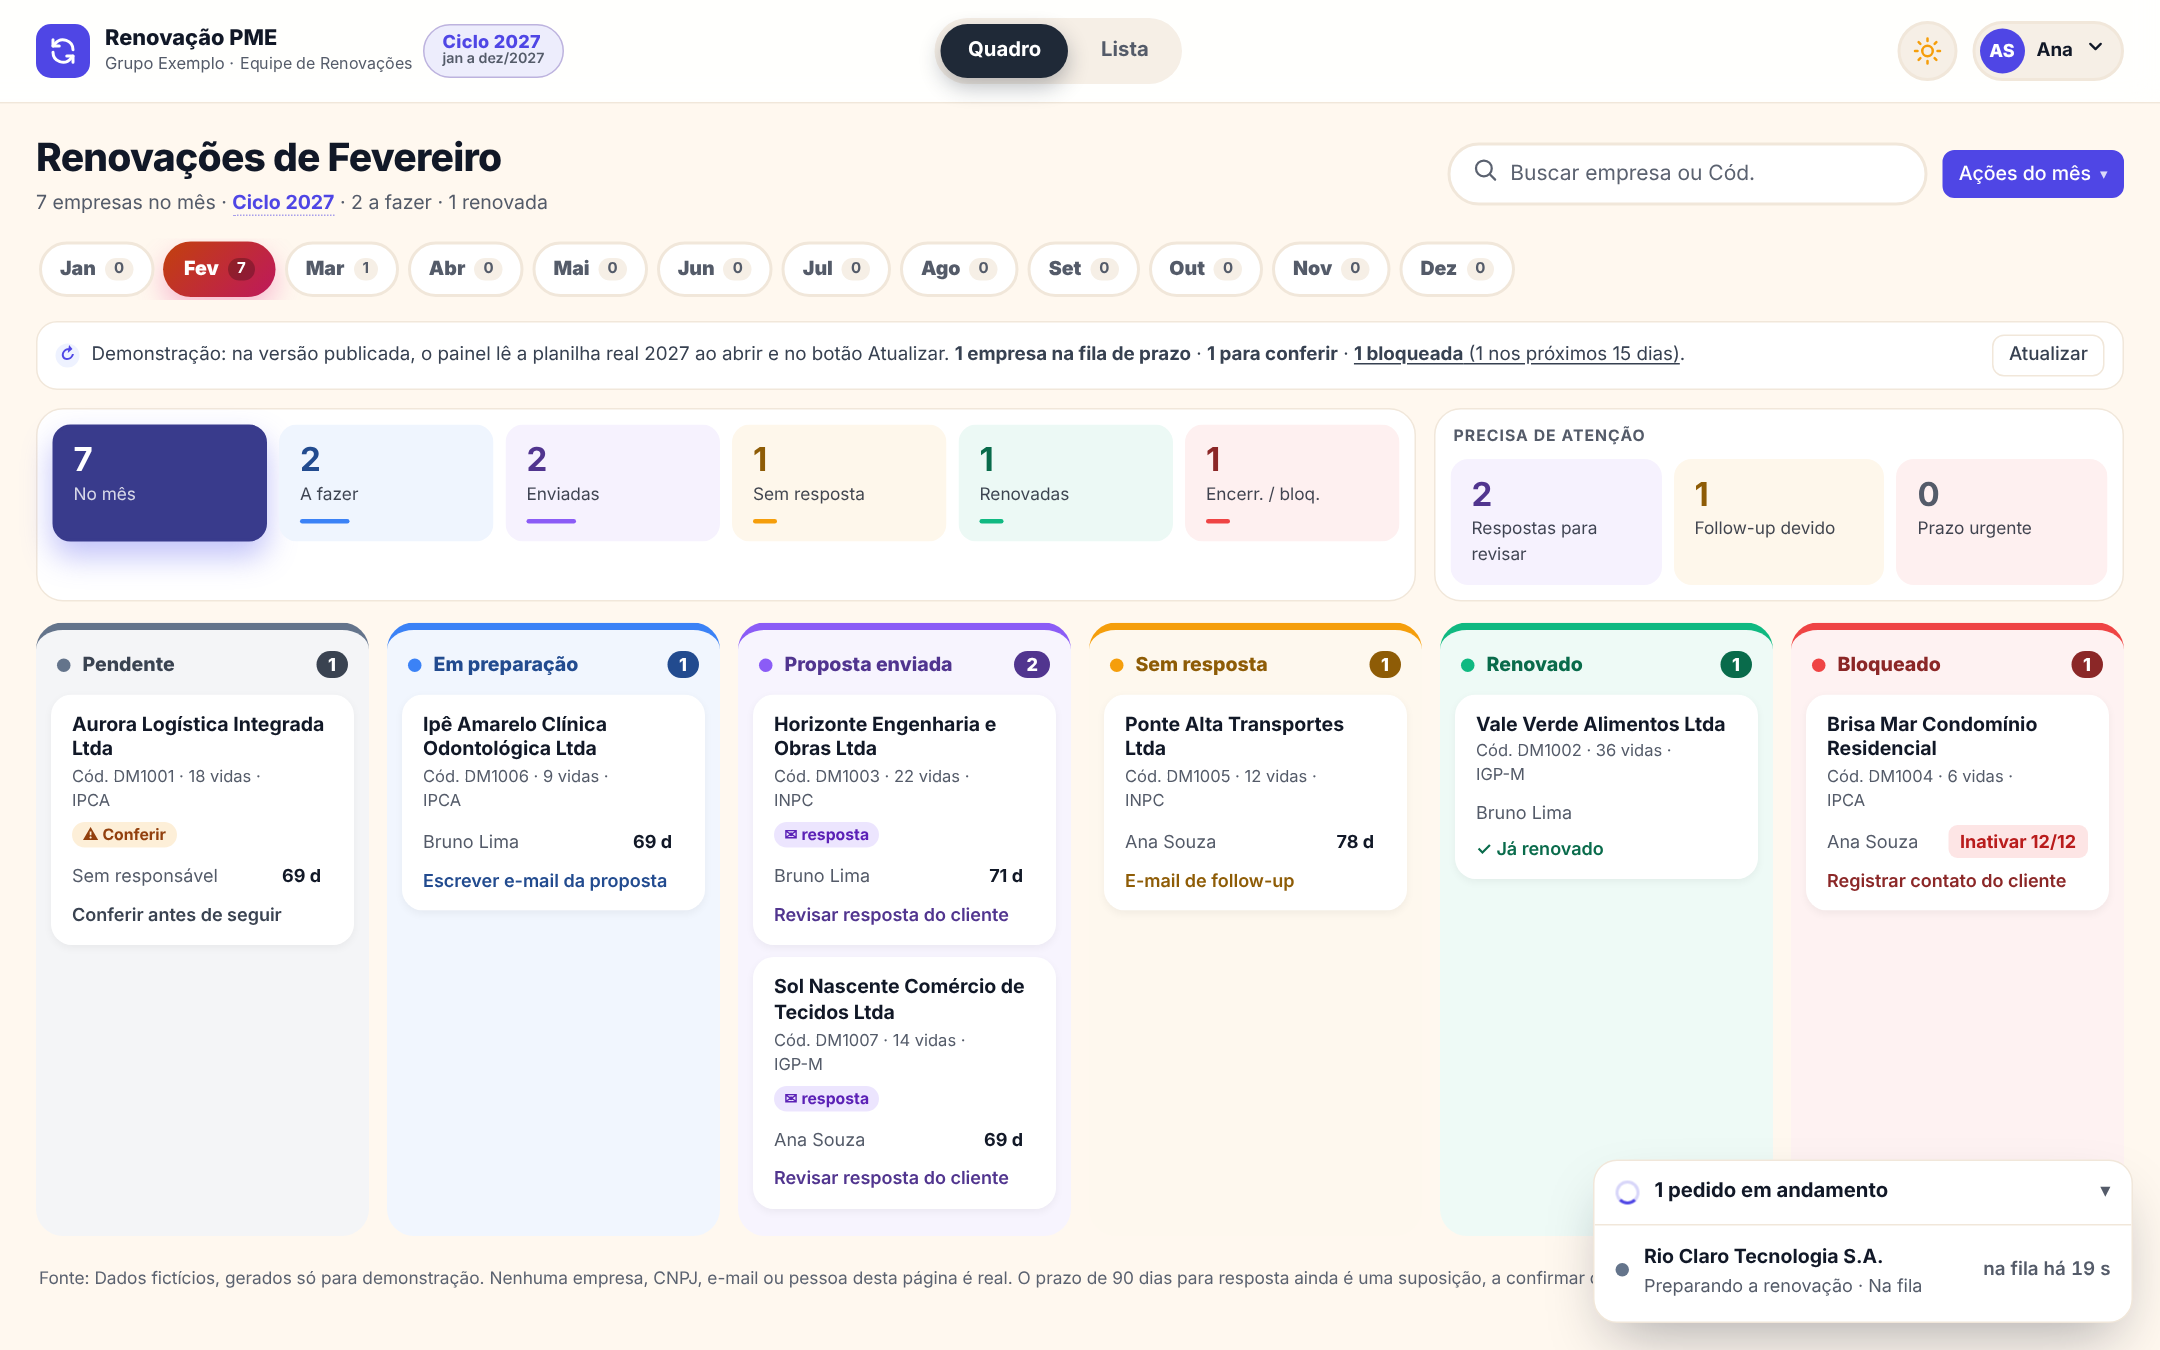 Renovação PME
Grupo Exemplo · Equipe de Renovações
Ciclo 2027
jan a dez/2027
Quadro
Lista
AS
Ana
Renovações de Fevereiro
7 empresas no mês · Ciclo 2027 · 2 a fazer · 1 renovada
Buscar empresa ou Cód.
Ações do mês ▾
Jan 0
Fev 7
Mar 1
Abr 0
Mai 0
Jun 0
Jul 0
Ago 0
Set 0
Out 0
Nov 0
Dez 0
Demonstração: na versão publicada, o painel lê a planilha real 2027 ao abrir e no botão Atualizar. 1 empresa na fila de prazo · 1 para conferir · 1 bloqueada (1 nos próximos 15 dias).
Atualizar
7
No mês
2
A fazer
2
Enviadas
1
Sem resposta
1
Renovadas
1
Encerr. / bloq.
PRECISA DE ATENÇÃO
2
Respostas para
revisar
1
Follow-up devido
0
Prazo urgente
Pendente 1
Aurora Logística Integrada
Ltda
Cód. DM1001 · 18 vidas ·
IPCA
⚠ Conferir
Sem responsável 69 d
Conferir antes de seguir
Em preparação 1
Ipê Amarelo Clínica
Odontológica Ltda
Cód. DM1006 · 9 vidas ·
IPCA
Bruno Lima 69 d
Escrever e-mail da proposta
Proposta enviada 2
Horizonte Engenharia e
Obras Ltda
Cód. DM1003 · 22 vidas ·
INPC
✉ resposta
Bruno Lima 71 d
Revisar resposta do cliente
Sol Nascente Comércio de
Tecidos Ltda
Cód. DM1007 · 14 vidas ·
IGP-M
✉ resposta
Ana Souza 69 d
Revisar resposta do cliente
Sem resposta 1
Ponte Alta Transportes
Ltda
Cód. DM1005 · 12 vidas ·
INPC
Ana Souza 78 d
E-mail de follow-up
Renovado 1
Vale Verde Alimentos Ltda
Cód. DM1002 · 36 vidas ·
IGP-M
Bruno Lima
✓ Já renovado
Bloqueado 1
Brisa Mar Condomínio
Residencial
Cód. DM1004 · 6 vidas ·
IPCA
Ana Souza Inativar 12/12
Registrar contato do cliente
Fonte: Dados fictícios, gerados só para demonstração. Nenhuma empresa, CNPJ, e-mail ou pessoa desta página é real. O prazo de 90 dias para resposta ainda é uma suposição, a confirmar
1 pedido em andamento ▾
Rio Claro Tecnologia S.A.
Preparando a renovação · Na fila
na fila há 19 s